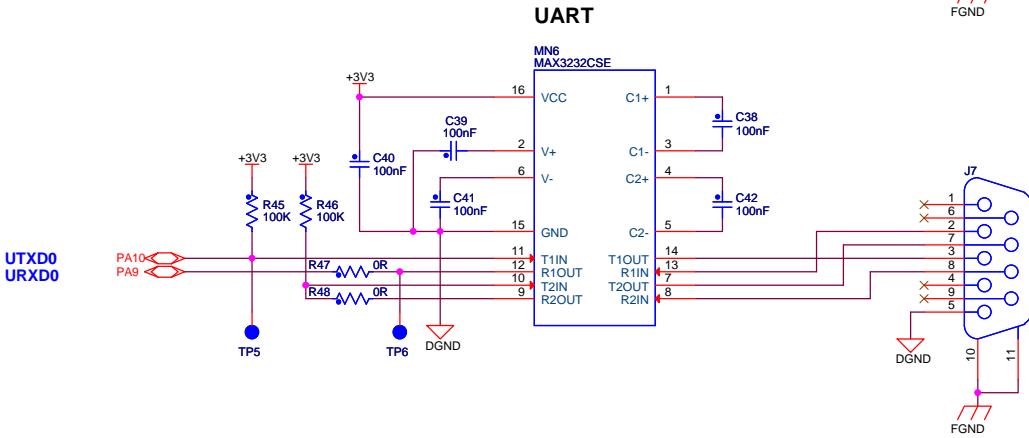 FGND
UART
MN6
MAX3232CSE
+3V3
16 VCC C1+ 1
C39
100nF
C38
100nF
2 V+ C1- 3
C40
100nF
+3V3 +3V3
6 V- C2+ 4
R45
100K
R46
100K
C41
100nF
C42
100nF
15 GND C2- 5
J7
1
6
2
7
3
8
4
9
5
UTXD0 PA10 11 T1IN T1OUT 14
URXD0 PA9 R47 0R 12 R1OUT R1IN 13
10 T2IN T2OUT 7
R48 0R 9 R2OUT R2IN 8
TP5 TP6 DGND
DGND
10 11
FGND